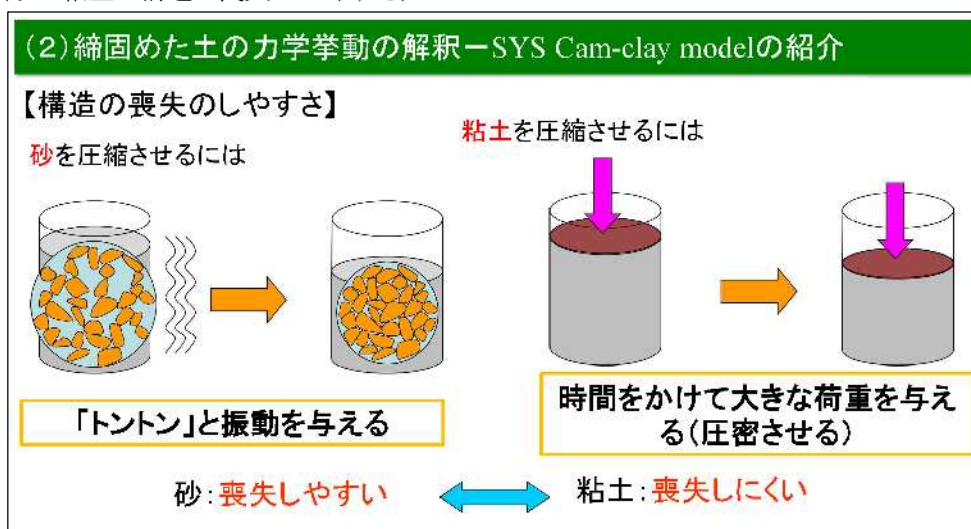 (2)締固めた土の力学挙動の解釈－SYS Cam-clay modelの紹介
【構造の喪失のしやすさ】
砂を圧縮させるには
粘土を圧縮させるには
「トントン」と振動を与える
時間をかけて大きな荷重を与え
る(圧密させる)
砂：喪失しやすい
粘土：喪失しにくい